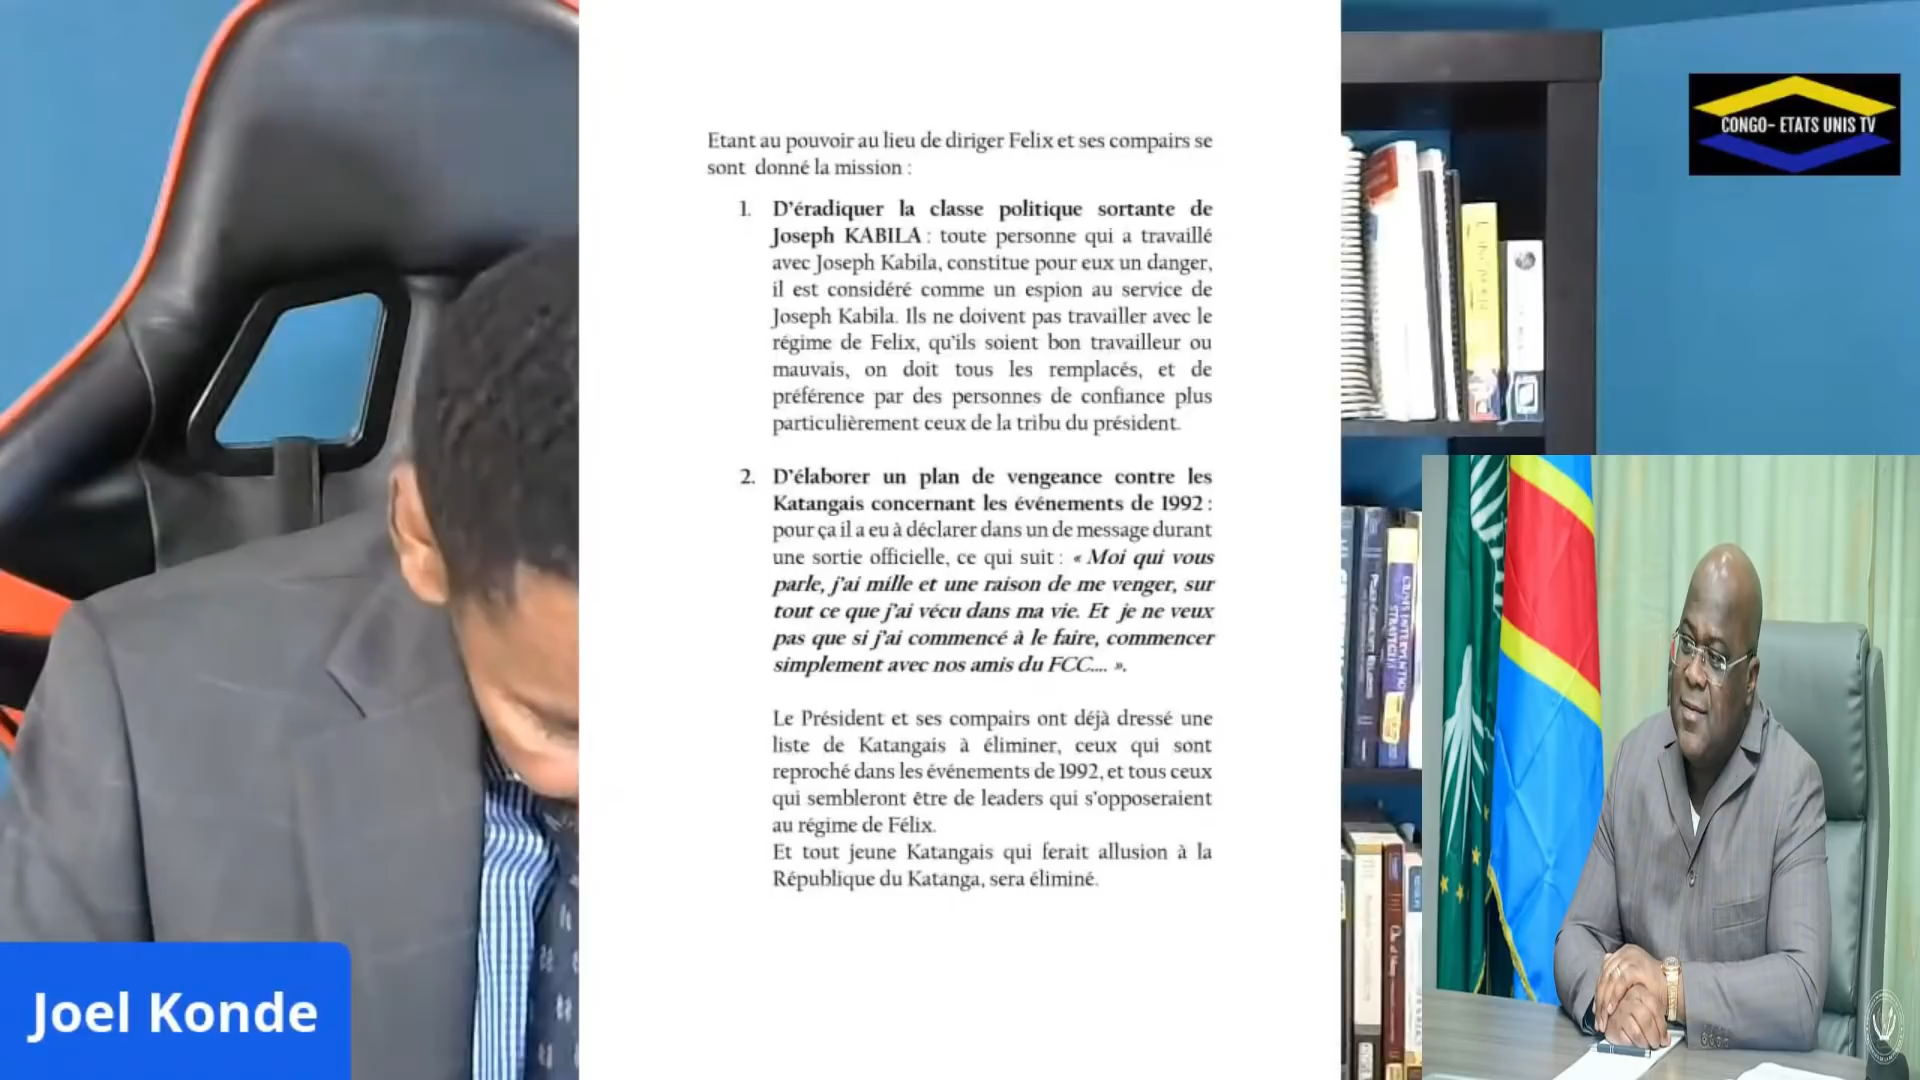 Etant au pouvoir au lieu de diriger Felix et ses compairs se
sont donné la mission :
1. D'éradiquer la classe politique sortante de
Joseph KABILA : toute personne qui a travaillé
avec Joseph Kabila, constitue pour eux un danger,
il est considéré comme un espion au service de
Joseph Kabila. Ils ne doivent pas travailler avec le
régime de Felix, qu'ils soient bon travailleur ou
mauvais, on doit tous les remplacés, et de
préférence par des personnes de confiance plus
particulièrement ceux de la tribu du président.
2. D'élaborer un plan de vengeance contre les
Katangais concernant les événements de 1992 :
pour ça il a eu à déclarer dans un de message durant
une sortie officielle, ce qui suit : « Moi qui vous
parle, j'ai mille et une raison de me venger, sur
tout ce que j'ai vécu dans ma vie. Et je ne veux
pas que si j'ai commencé à le faire, commencer
simplement avec nos amis du FCC.... ».
Le Président et ses compairs ont déjà dressé une
liste de Katangais à éliminer, ceux qui sont
reproché dans les événements de 1992, et tous ceux
qui sembleront être de leaders qui s'opposeraient
au régime de Félix.
Et tout jeune Katangais qui ferait allusion à la
République du Katanga, sera éliminé.
CONGO- ETATS UNIS TV
Joel Konde